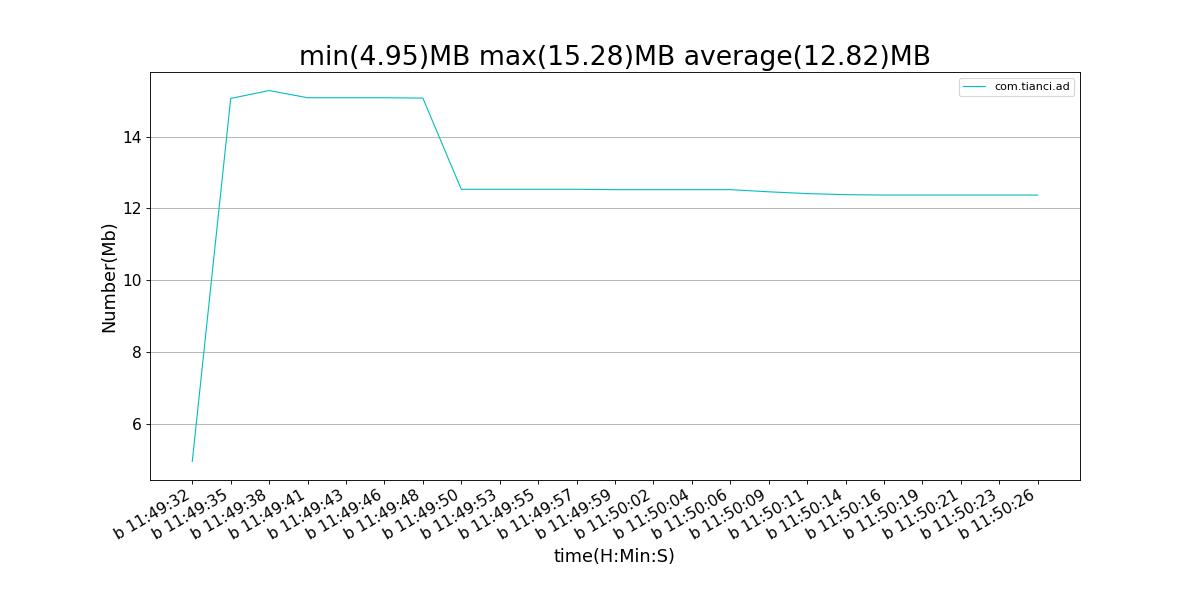 min(4.95)MB max(15.28)MB average(12.82)MB
com.tianci.ad
14
12
10
8
6
Number(Mb)
b 11:49:32
b 11:49:35
b 11:49:38
b 11:49:41
b 11:49:43
b 11:49:46
b 11:49:48
b 11:49:50
b 11:49:53
b 11:49:55
b 11:49:57
b 11:49:59
b 11:50:02
b 11:50:04
b 11:50:06
b 11:50:09
b 11:50:11
b 11:50:14
b 11:50:16
b 11:50:19
b 11:50:21
b 11:50:23
b 11:50:26
time(H:Min:S)